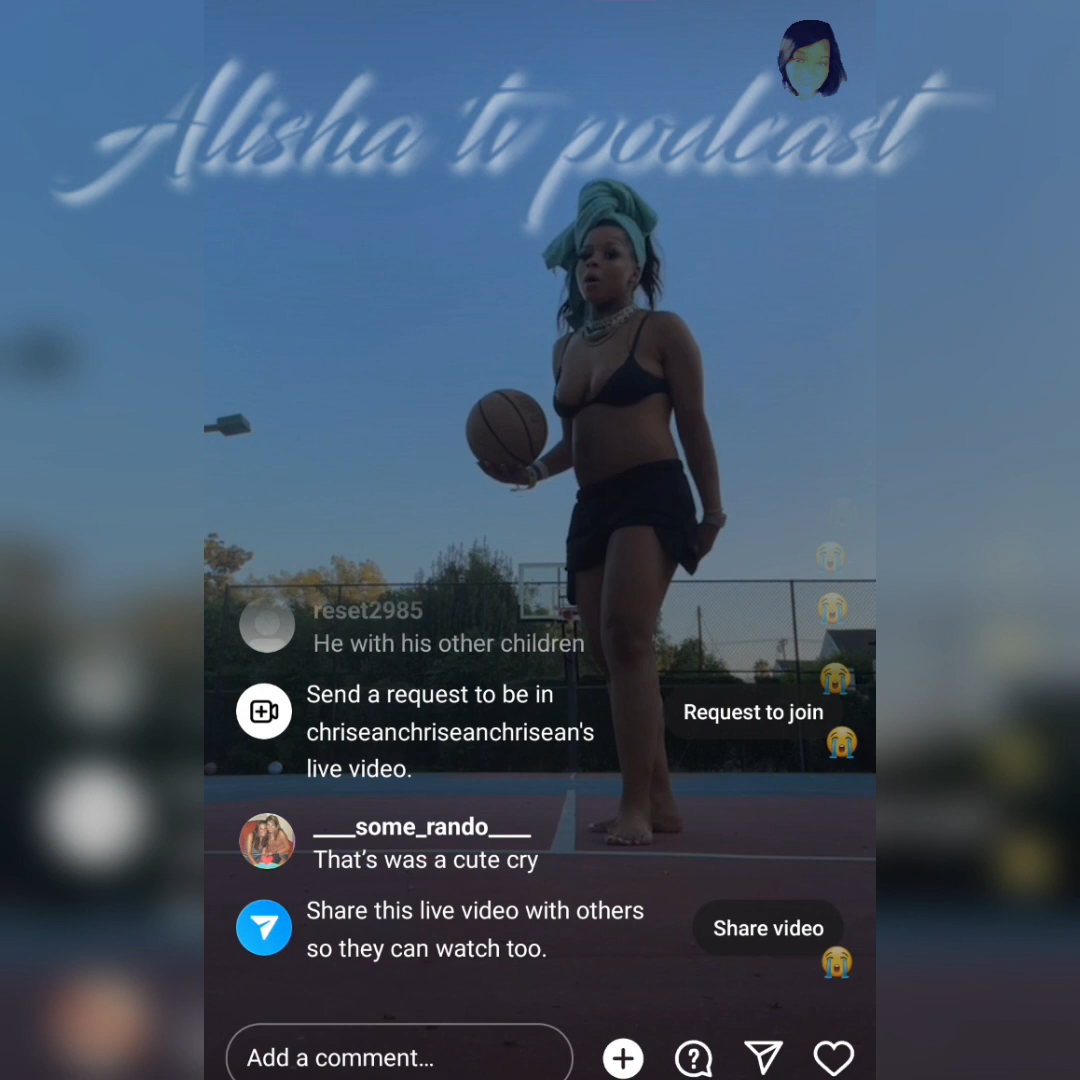 Alisha tv podcast
reset2985
He with his other children
Send a request to be in
chriseanchriseanchrisean's
live video.
Request to join
____some_rando____
That's was a cute cry
Share this live video with others
so they can watch too.
Share video
Add a comment...